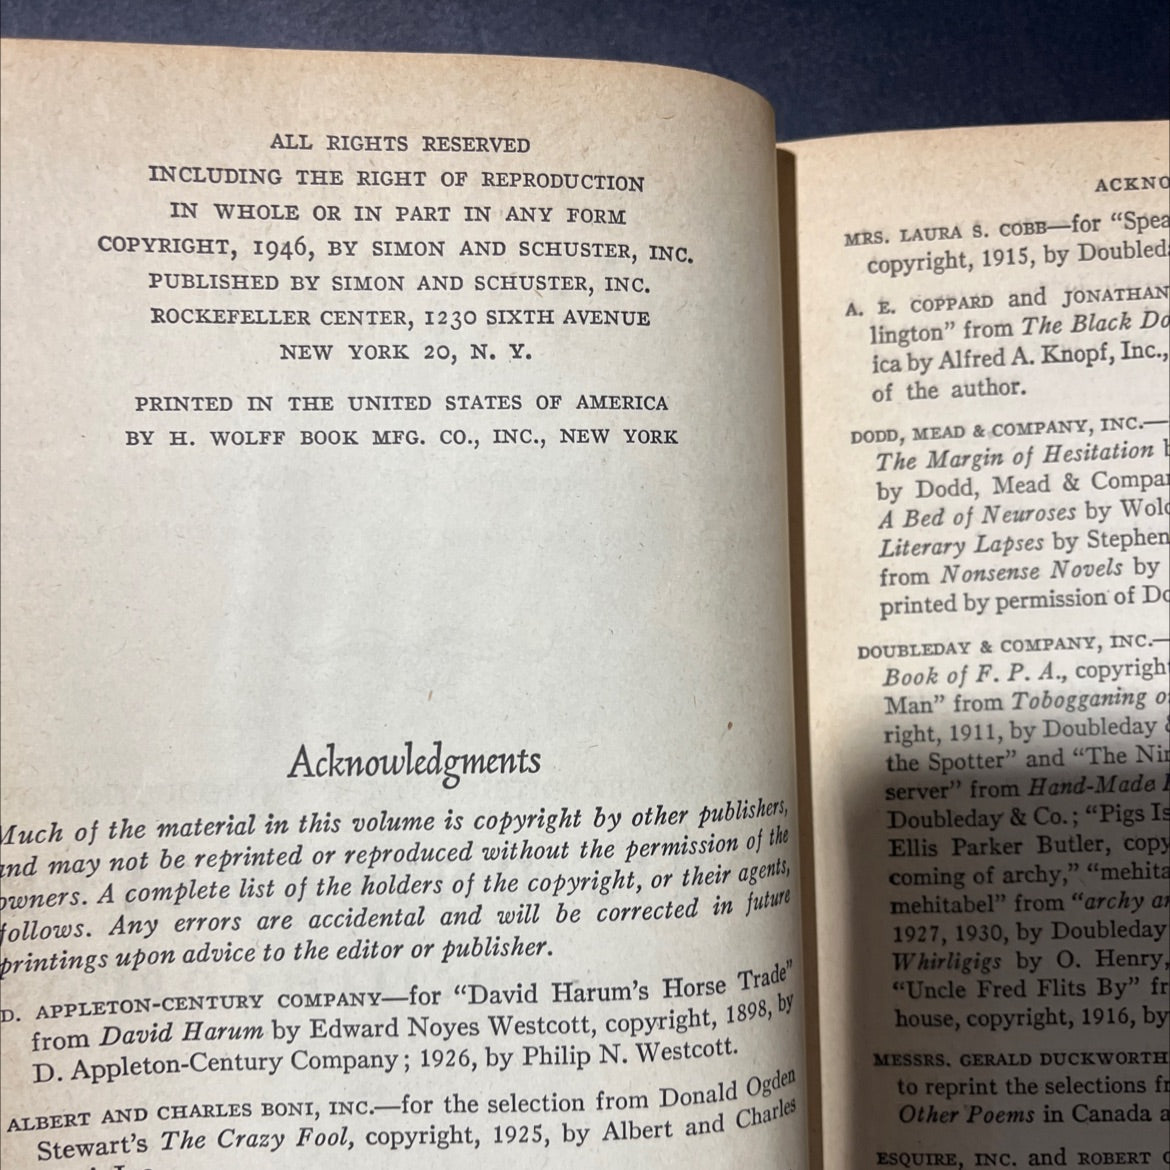 ALL RIGHTS RESERVED
INCLUDING THE RIGHT OF REPRODUCTION
IN WHOLE OR IN PART IN ANY FORM
COPYRIGHT, 1946, BY SIMON AND SCHUSTER, INC.
PUBLISHED BY SIMON AND SCHUSTER, INC.
ROCKEFELLER CENTER, 1230 SIXTH AVENUE
NEW YORK 20, N. Y.
PRINTED IN THE UNITED STATES OF AMERICA
BY H. WOLFF BOOK MFG. CO., INC., NEW YORK
Acknowledgments
Much of the material in this volume is copyright by other publishers,
and may not be reprinted or reproduced without the permission of the
owners. A complete list of the holders of the copyright, or their agents,
follows. Any errors are accidental and will be corrected in future
printings upon advice to the editor or publisher.
D. APPLETON-CENTURY COMPANY—for "David Harum's Horse Trade"
from David Harum by Edward Noyes Westcott, copyright, 1898, by
D. Appleton-Century Company; 1926, by Philip N. Westcott.
ALBERT AND CHARLES BONI, INC.—for the selection from Donald Ogden
Stewart's The Crazy Fool, copyright, 1925, by Albert and Charles
ACKNO
MRS. LAURA S. COBB—for "Spea
copyright, 1915, by Doubled
A. E. COPPARD and JONATHAN
lington" from The Black Do
ica by Alfred A. Knopf, Inc.,
of the author.
DODD, MEAD & COMPANY, INC.—
The Margin of Hesitation b
by Dodd, Mead & Compa
A Bed of Neuroses by Wolc
Literary Lapses by Stephen
from Nonsense Novels by
printed by permission of Do
DOUBLEDAY & COMPANY, INC.—
Book of F. P. A., copyrigh
Man" from Tobogganing o
right, 1911, by Doubleday &
the Spotter" and "The Nin
server" from Hand-Made
Doubleday & Co.; "Pigs Is
Ellis Parker Butler, copy
coming of archy," "mehita
mehitabel" from "archy a
1927, 1930, by Doubleday
Whirligigs by O. Henry,
"Uncle Fred Flits By" fr
house, copyright, 1916, by
MESSRS. GERALD DUCKWORTH
to reprint the selections fr
Other Poems in Canada a
ESQUIRE, INC. and ROBERT